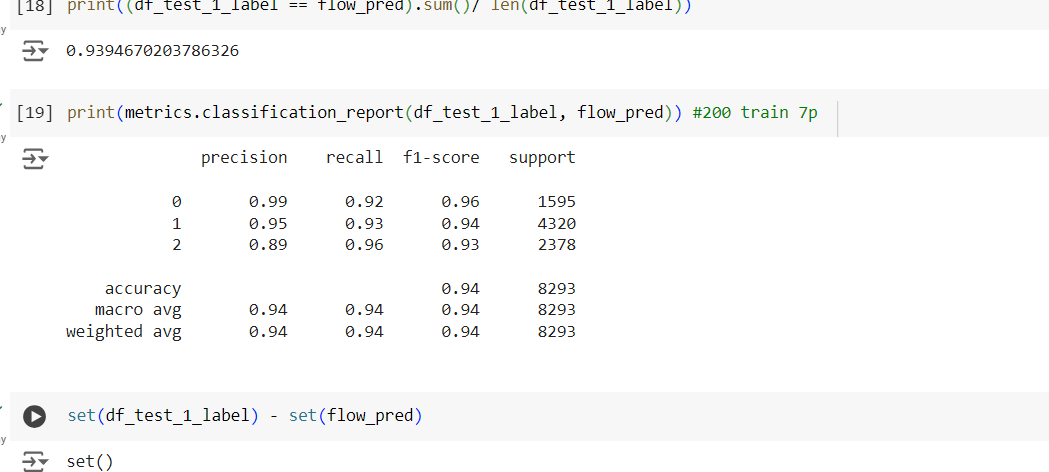 [18] print((df_test_1_label == flow_pred).sum()/ len(df_test_1_label))
0.9394670203786326
[19] print(metrics.classification_report(df_test_1_label, flow_pred)) #200 train 7p
precision recall f1-score support
0 0.99 0.92 0.96 1595
1 0.95 0.93 0.94 4320
2 0.89 0.96 0.93 2378
accuracy 0.94 8293
macro avg 0.94 0.94 0.94 8293
weighted avg 0.94 0.94 0.94 8293
set(df_test_1_label) - set(flow_pred)
set()